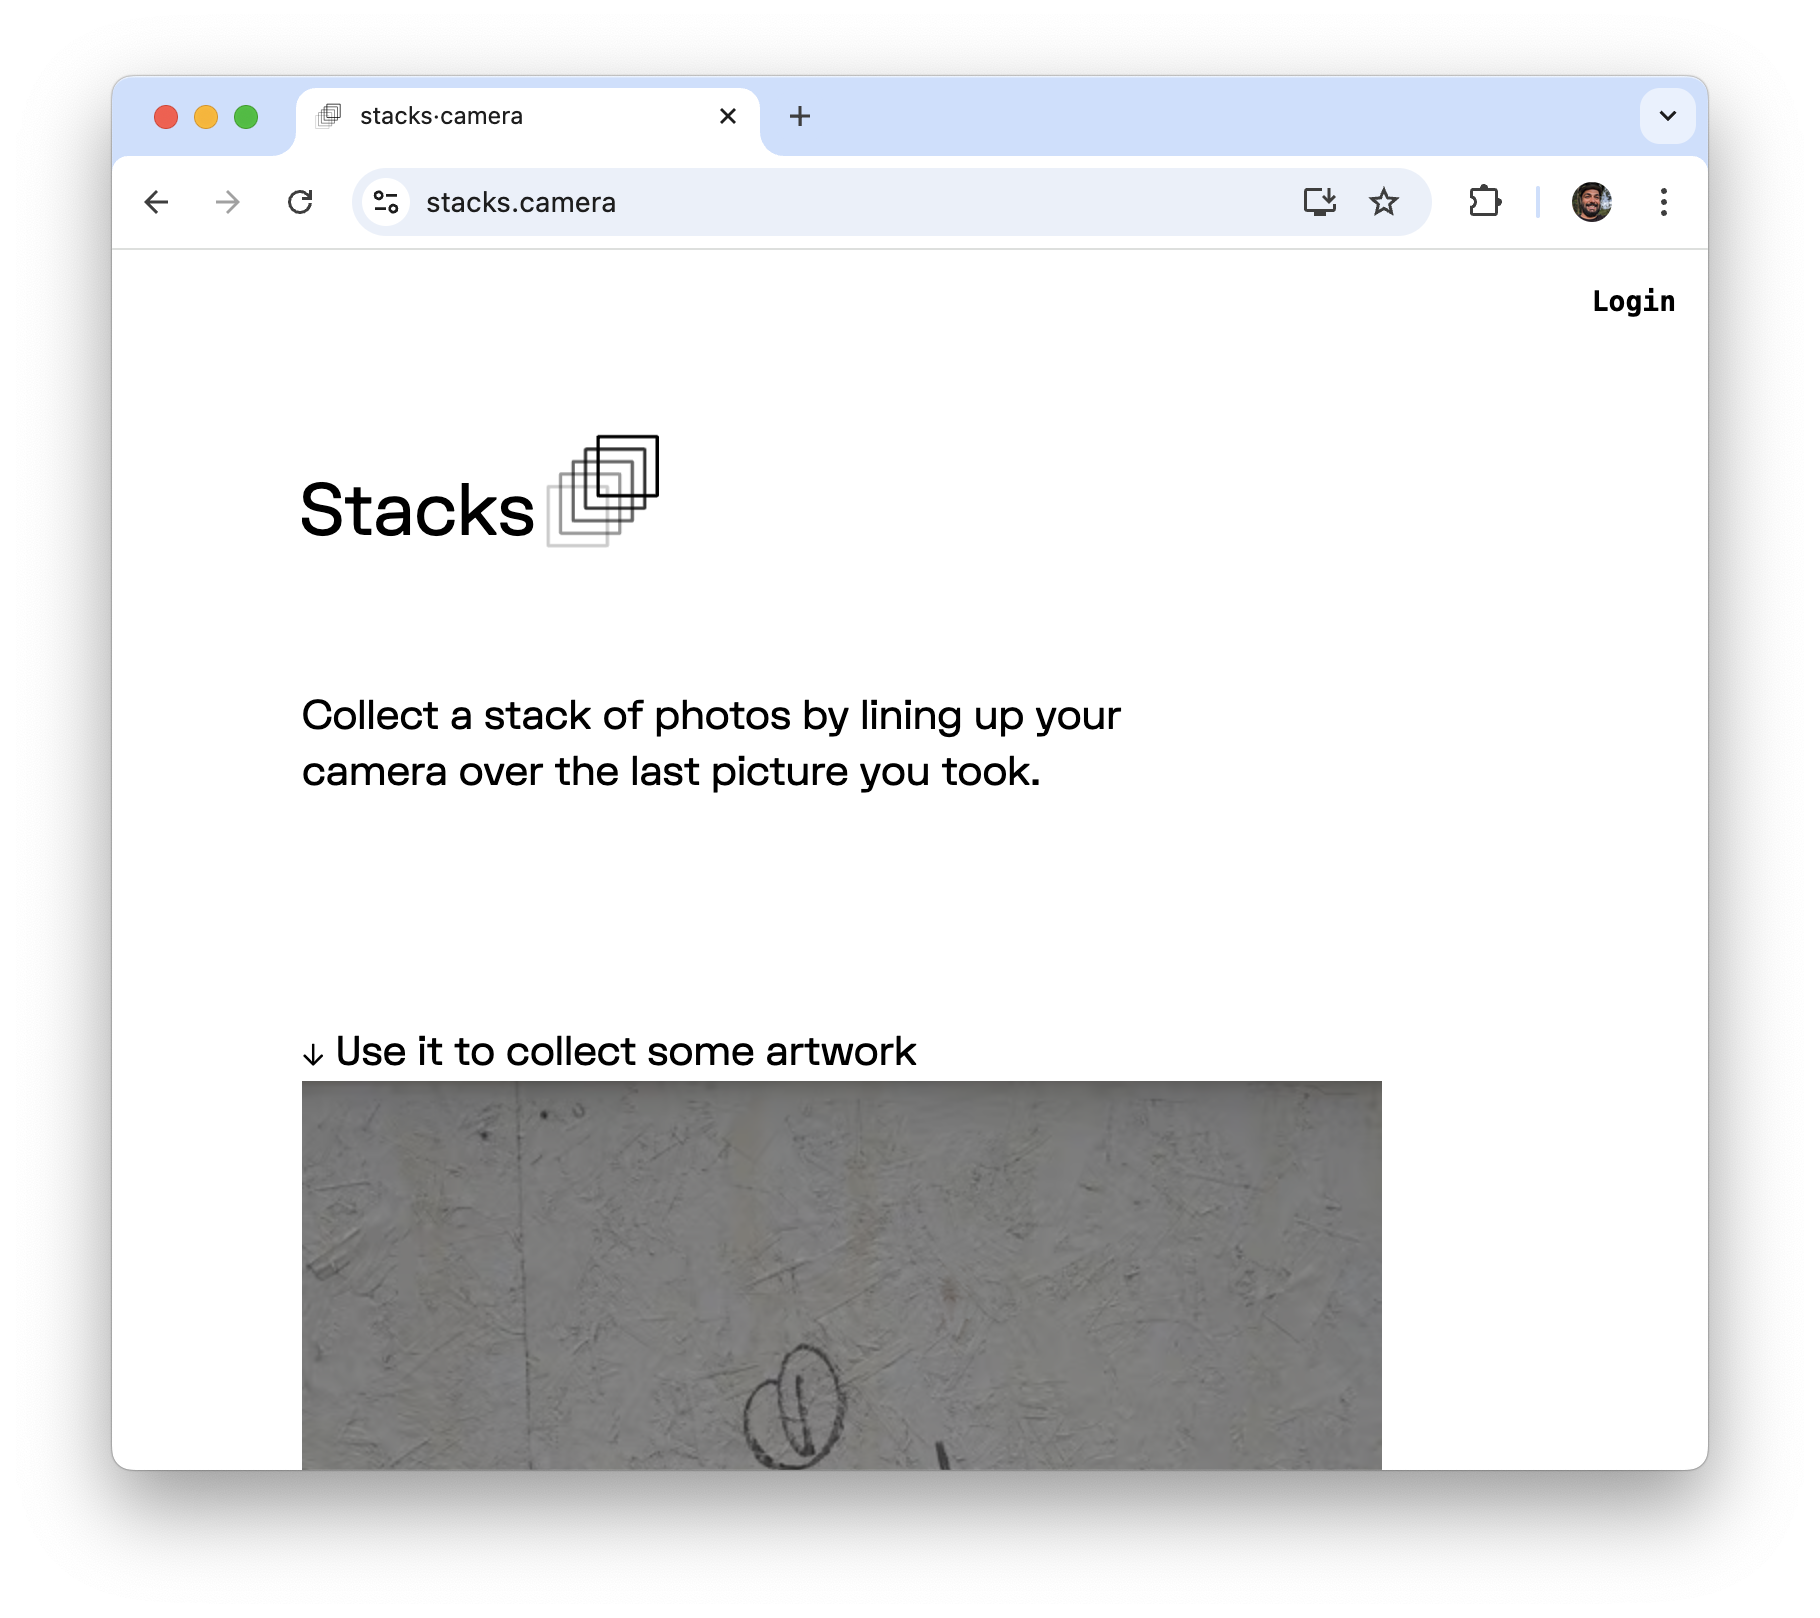 stacks·camera
stacks.camera
Login
Stacks
Collect a stack of photos by lining up your
camera over the last picture you took.
↓ Use it to collect some artwork